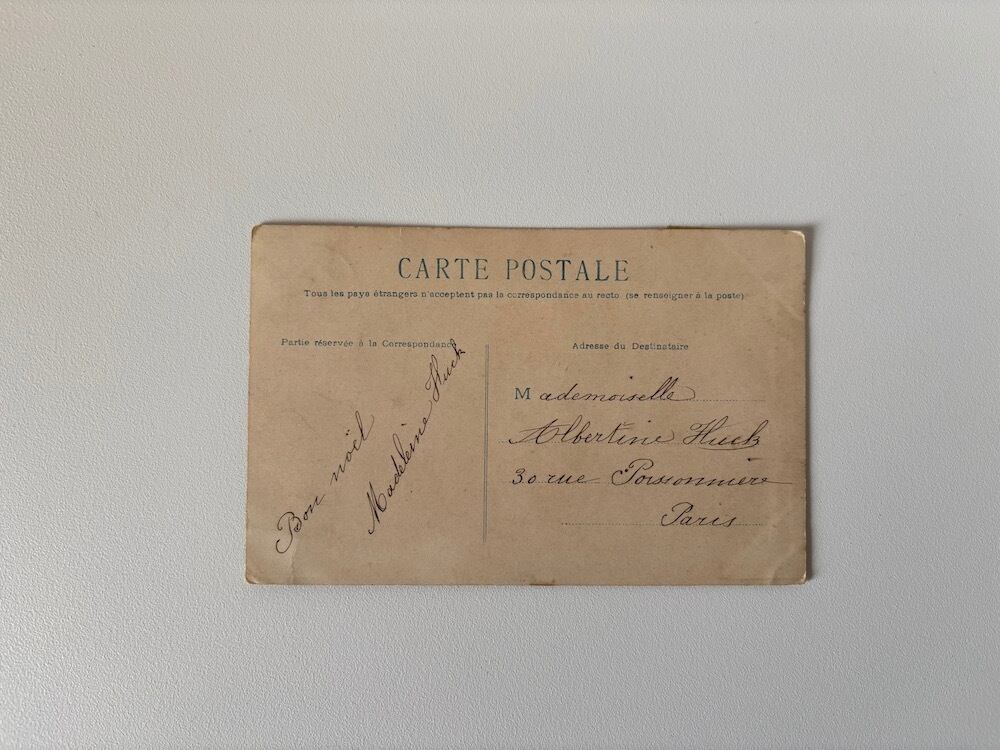 CARTE POSTALE
Tous les pays étrangers n'acceptent pas la correspondance au recto (se renseigner à la poste)
Partie réservée à la Correspondance
Bon noël
Madeleine Huck
Adresse du Destinataire
Mademoiselle
Albertine Huck
30 rue Poissonnière
Paris